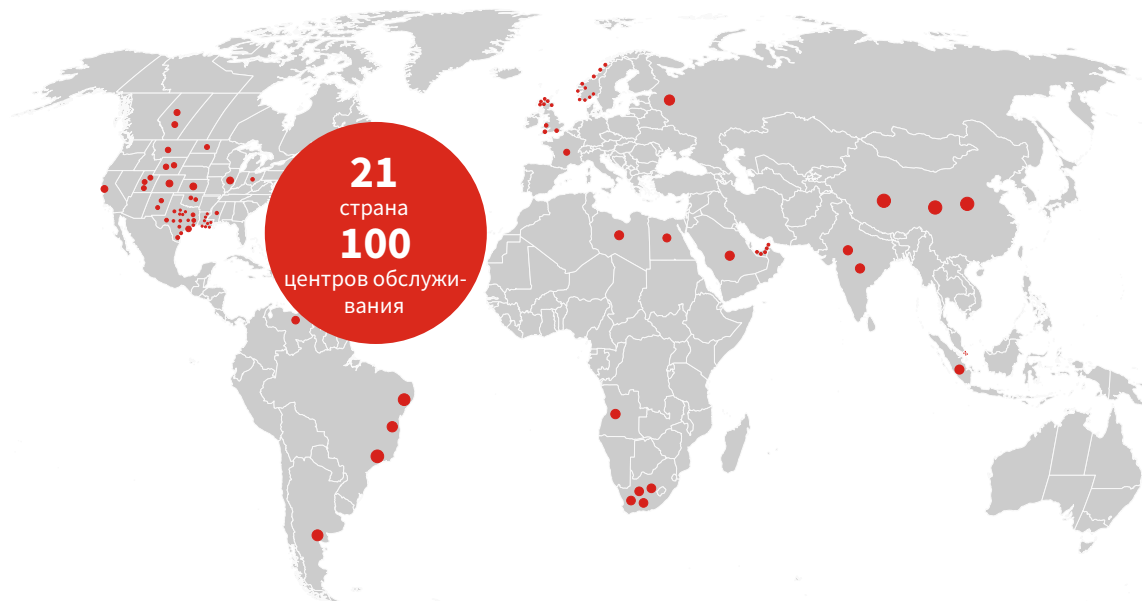 21
страна
100
центров обслужи-
вания